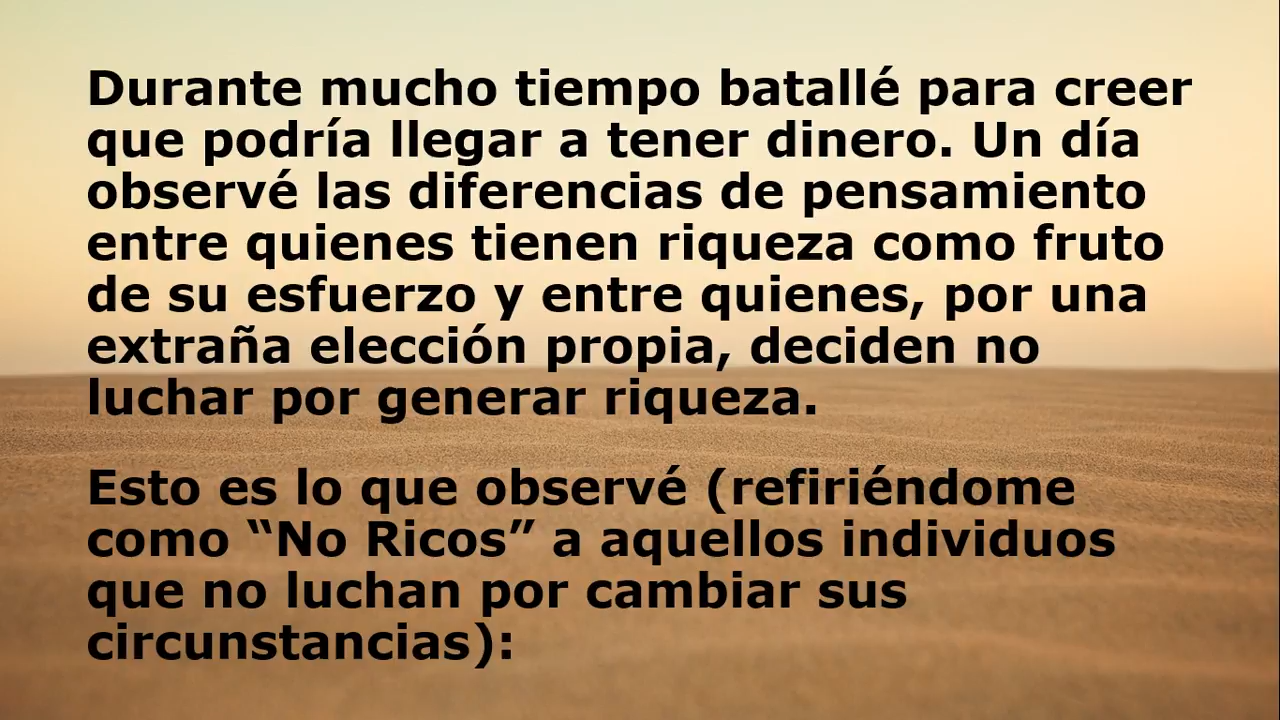 Durante mucho tiempo batallé para creer
que podría llegar a tener dinero. Un día
observé las diferencias de pensamiento
entre quienes tienen riqueza como fruto
de su esfuerzo y entre quienes, por una
extraña elección propia, deciden no
luchar por generar riqueza.
Esto es lo que observé (refiriéndome
como “No Ricos” a aquellos individuos
que no luchan por cambiar sus
circunstancias):